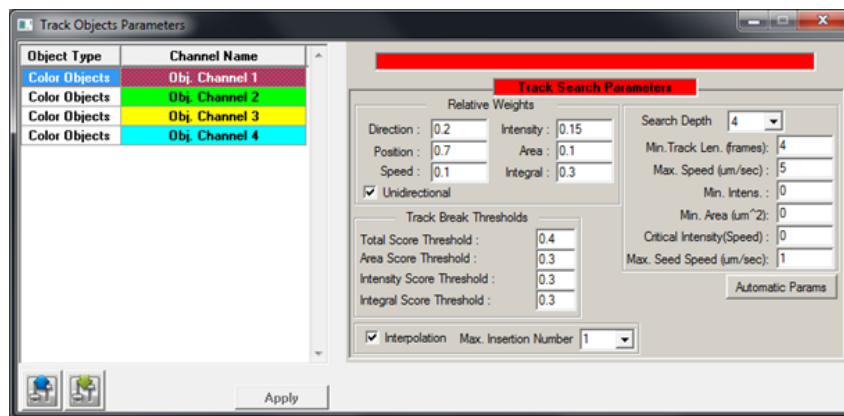 Track Objects Parameters
Object Type Channel Name
Color Objects Obj. Channel 1
Color Objects Obj. Channel 2
Color Objects Obj. Channel 3
Color Objects Obj. Channel 4
Apply
Track Search Parameters
Relative Weights
Direction : 0.2 Intensity : 0.15
Position : 0.7 Area : 0.1
Speed : 0.1 Integral : 0.3
Unidirectional
Track Break Thresholds
Total Score Threshold : 0.4
Area Score Threshold : 0.3
Intensity Score Threshold : 0.3
Integral Score Threshold : 0.3
Interpolation Max. Insertion Number 1
Search Depth 4
Min.Track Len. (frames): 4
Max. Speed (um/sec) : 5
Min. Intens. : 0
Min. Area (um^2): 0
Critical Intensity(Speed) : 0
Max. Seed Speed (um/sec): 1
Automatic Params